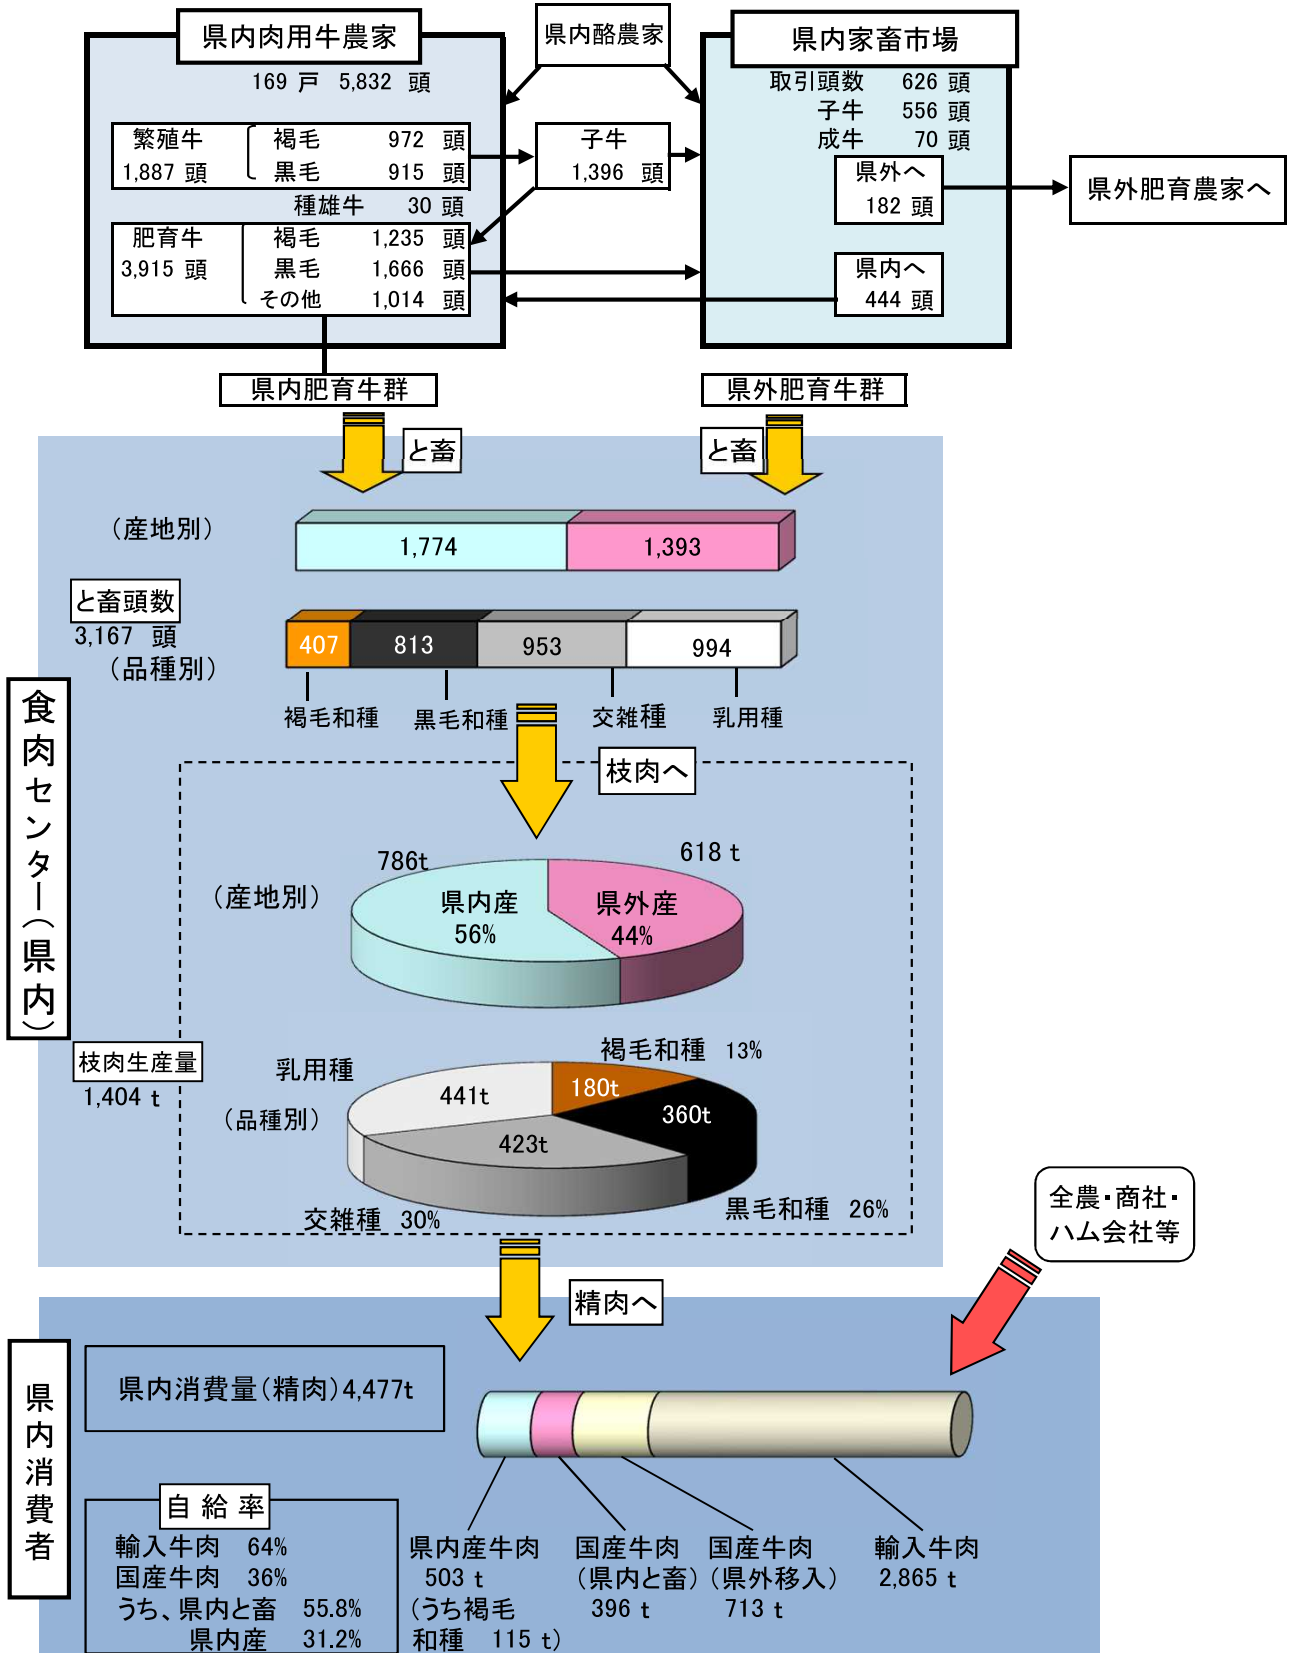 県内肉用牛農家
169 戸 5,832 頭
繁殖牛 褐毛 972 頭
1,887 頭 黒毛 915 頭
種雄牛 30 頭
肥育牛 褐毛 1,235 頭
3,915 頭 黒毛 1,666 頭
その他 1,014 頭
県内酪農家
子牛
1,396 頭
県内家畜市場
取引頭数 626 頭
子牛 556 頭
成牛 70 頭
県外へ
182 頭
県内へ
444 頭
県外肥育農家へ
県内肥育牛群
県外肥育牛群
と畜
と畜
(産地別)
1,774
1,393
と畜頭数
3,167 頭
(品種別)
407
813
953
994
褐毛和種
黒毛和種
交雑種
乳用種
食肉センター(県内)
枝肉へ
786t
618 t
(産地別)
県内産
56%
県外産
44%
枝肉生産量
1,404 t
褐毛和種 13%
乳用種
441t
180t
(品種別)
360t
423t
交雑種 30%
黒毛和種 26%
全農・商社・
ハム会社等
精肉へ
県内消費者
県内消費量(精肉)4,477t
自給率
輸入牛肉 64%
国産牛肉 36%
うち、県内と畜 55.8%
県内産 31.2%
県内産牛肉
503 t
(うち褐毛
和種 115 t)
国産牛肉
(県内と畜)
396 t
国産牛肉
(県外移入)
713 t
輸入牛肉
2,865 t